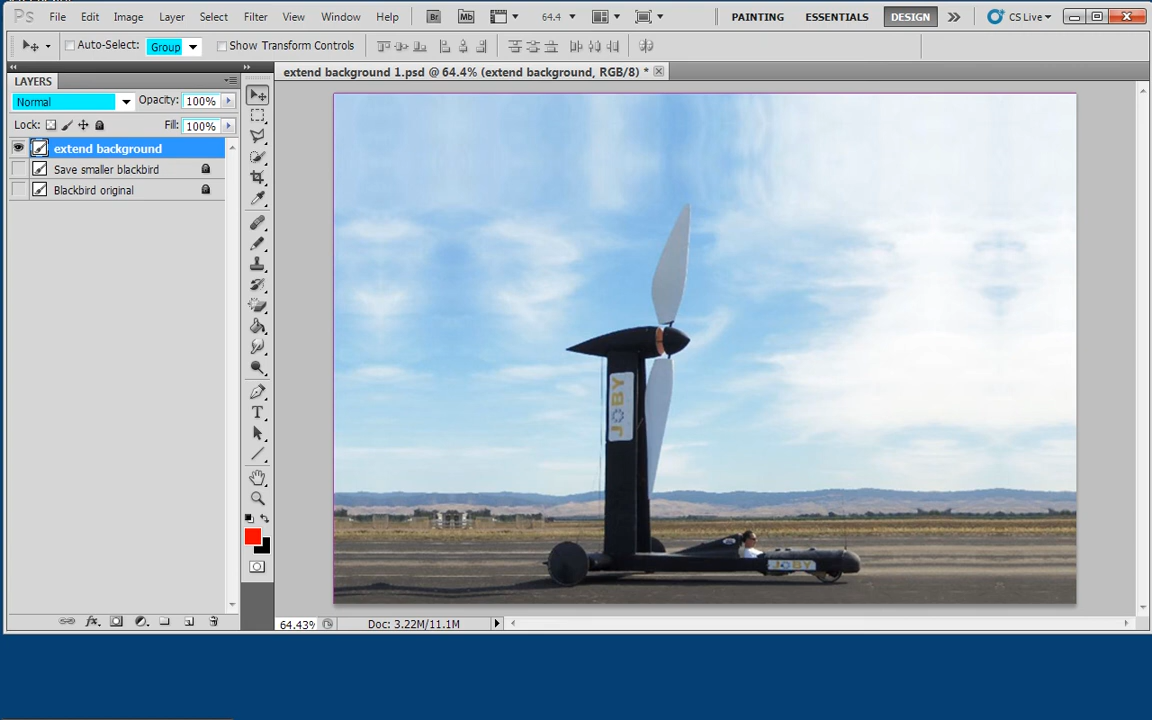 Ps File Edit Image Layer Select Filter View Window Help Br Mb 64.4 PAINTING ESSENTIALS DESIGN CS Live
Auto-Select: Group Show Transform Controls
LAYERS
extend background 1.psd @ 64.4% (extend background, RGB/8) *
Normal Opacity: 100%
Lock: Fill: 100%
extend background
Save smaller blackbird
Blackbird original
JOBY
JOBY
64.43% Doc: 3.22M/11.1M